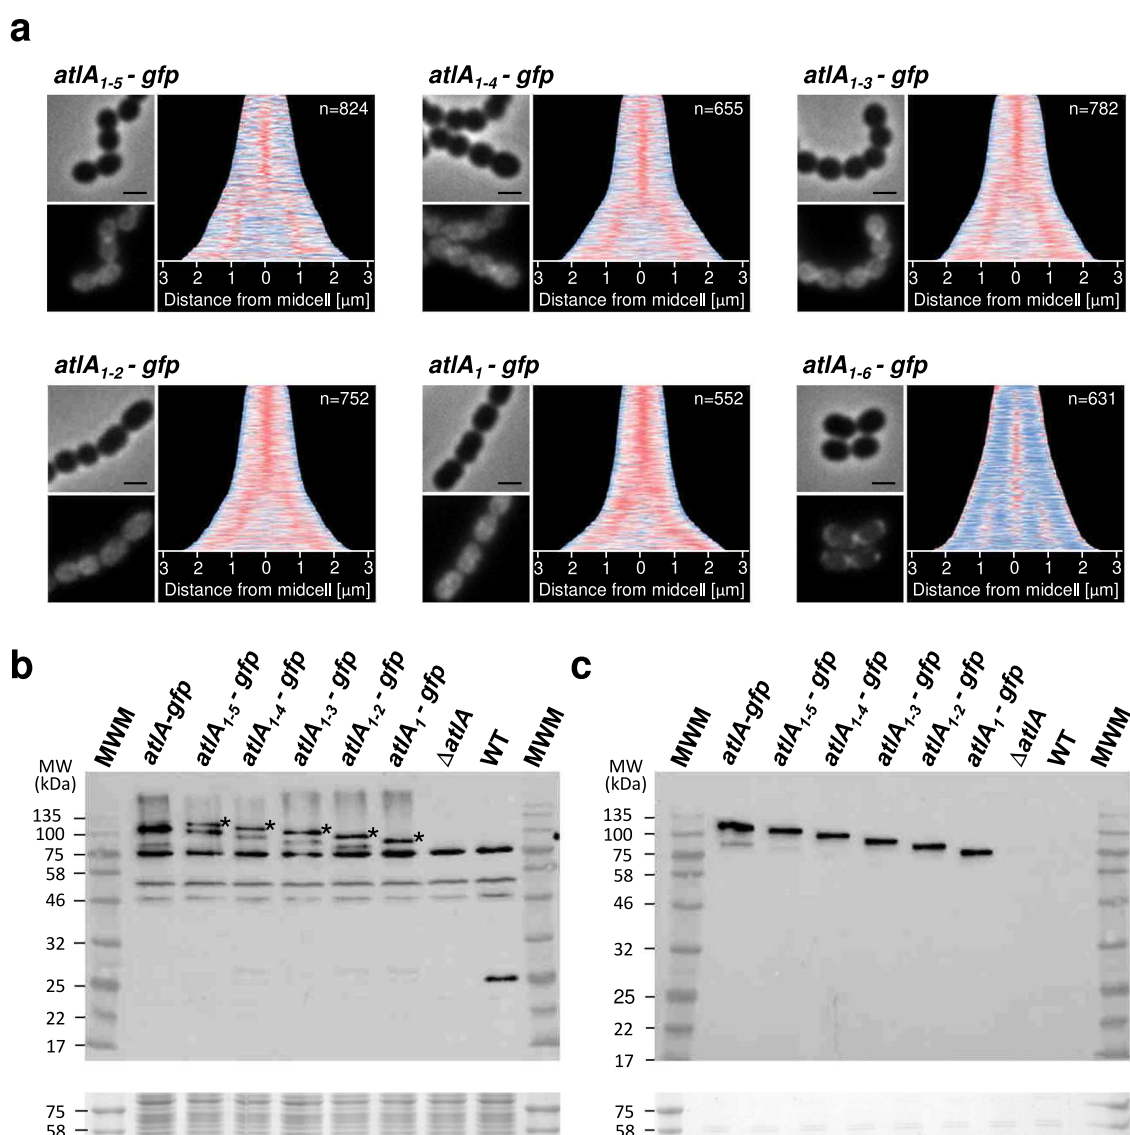 a
atlA1-5 - gfp
atlA1-4 - gfp
atlA1-3 - gfp
n=824
n=655
n=782
3 2 1 0 1 2 3
3 2 1 0 1 2 3
3 2 1 0 1 2 3
Distance from midcell [µm]
Distance from midcell [µm]
Distance from midcell [µm]
atlA1-2 - gfp
atlA1 - gfp
atlA1-6 - gfp
n=752
n=552
n=631
3 2 1 0 1 2 3
3 2 1 0 1 2 3
3 2 1 0 1 2 3
Distance from midcell [µm]
Distance from midcell [µm]
Distance from midcell [µm]
b
MWM
atlA-gfp
atlA1-5 - gfp
atlA1-4 - gfp
atlA1-3 - gfp
atlA1-2 - gfp
atlA1 - gfp
ΔatlA
WT
MWM
MW
(kDa)
135
100
75
58
46
32
25
22
17
* * * * *
75
58
c
MWM
atlA-gfp
atlA1-5 - gfp
atlA1-4 - gfp
atlA1-3 - gfp
atlA1-2 - gfp
atlA1 - gfp
ΔatlA
WT
MWM
MW
(kDa)
135
100
75
58
46
32
25
22
17
75
58